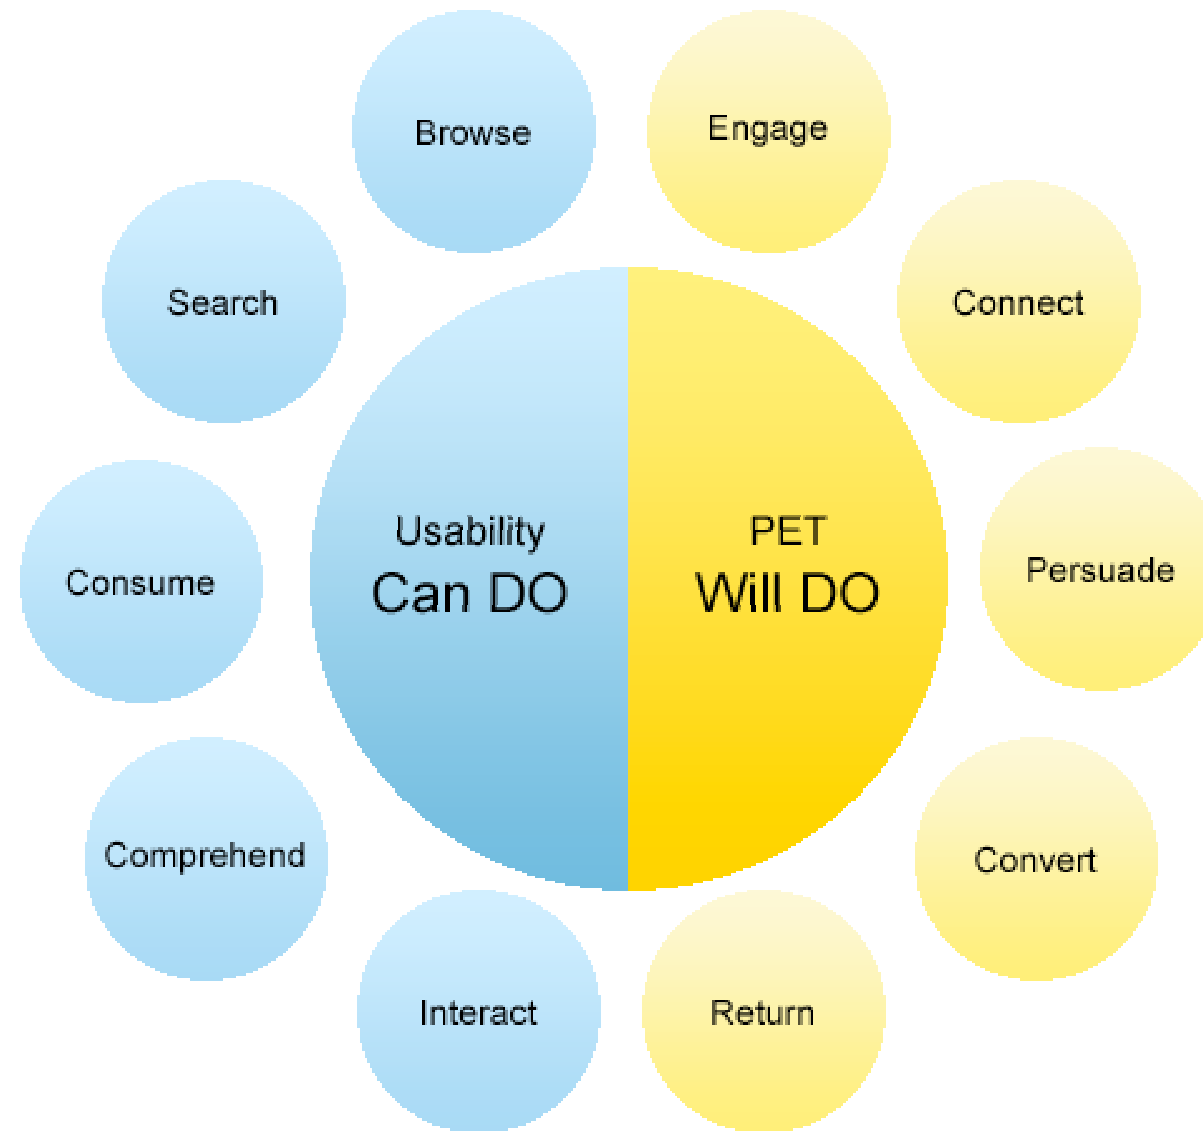 Browse
Engage
Search
Connect
Usability
Can DO
PET
Will DO
Consume
Persuade
Comprehend
Convert
Interact
Return